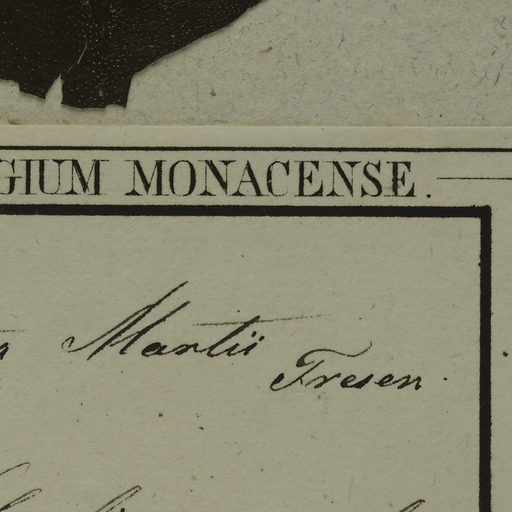 GIUM MONACENSE.
Martii
Fresen.